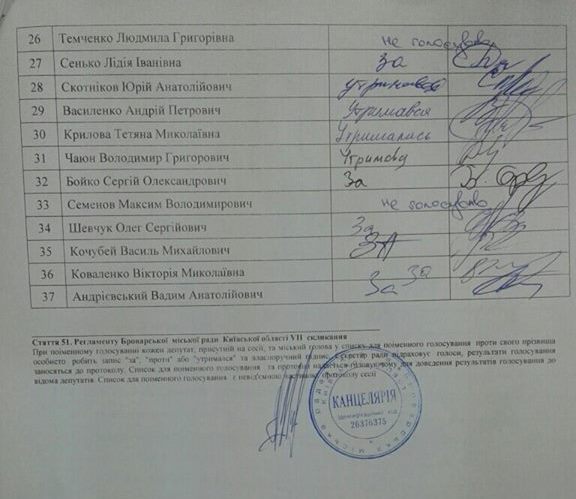 26 Темченко Людмила Григорівна не голосувала
27 Сенько Лідія Іванівна за
28 Скотніков Юрій Анатолійович утримався
29 Василенко Андрій Петрович Утримався
30 Крилова Тетяна Миколаївна Утрималась
31 Чаюн Володимир Григорович
32 Бойко Сергій Олександрович За
33 Семенов Максим Володимирович не голосував
34 Шевчук Олег Сергійович За
35 Кочубей Василь Михайлович ЗА
36 Коваленко Вікторія Миколаївна За
37 Андрієвський Вадим Анатолійович За
Стаття 51. Регламенту Броварської міської ради Київської області VII скликання
При поіменному голосуванні кожен депутат, присутній на сесії, та міський голова у списку для поіменного голосування проти свого прізвища
особисто робить запис "за", "проти" або "утримався" та власноручний підпис. Секретар ради підраховує голоси, результати голосування
заносяться до протоколу. Список для поіменного голосування та протокол надається головуючому для доведення результатів голосування до
відома депутатів. Список для поіменного голосування є невід'ємною частиною протоколу сесії
КАНЦЕЛЯРІЯ
Ідентифікаційний код
26376375